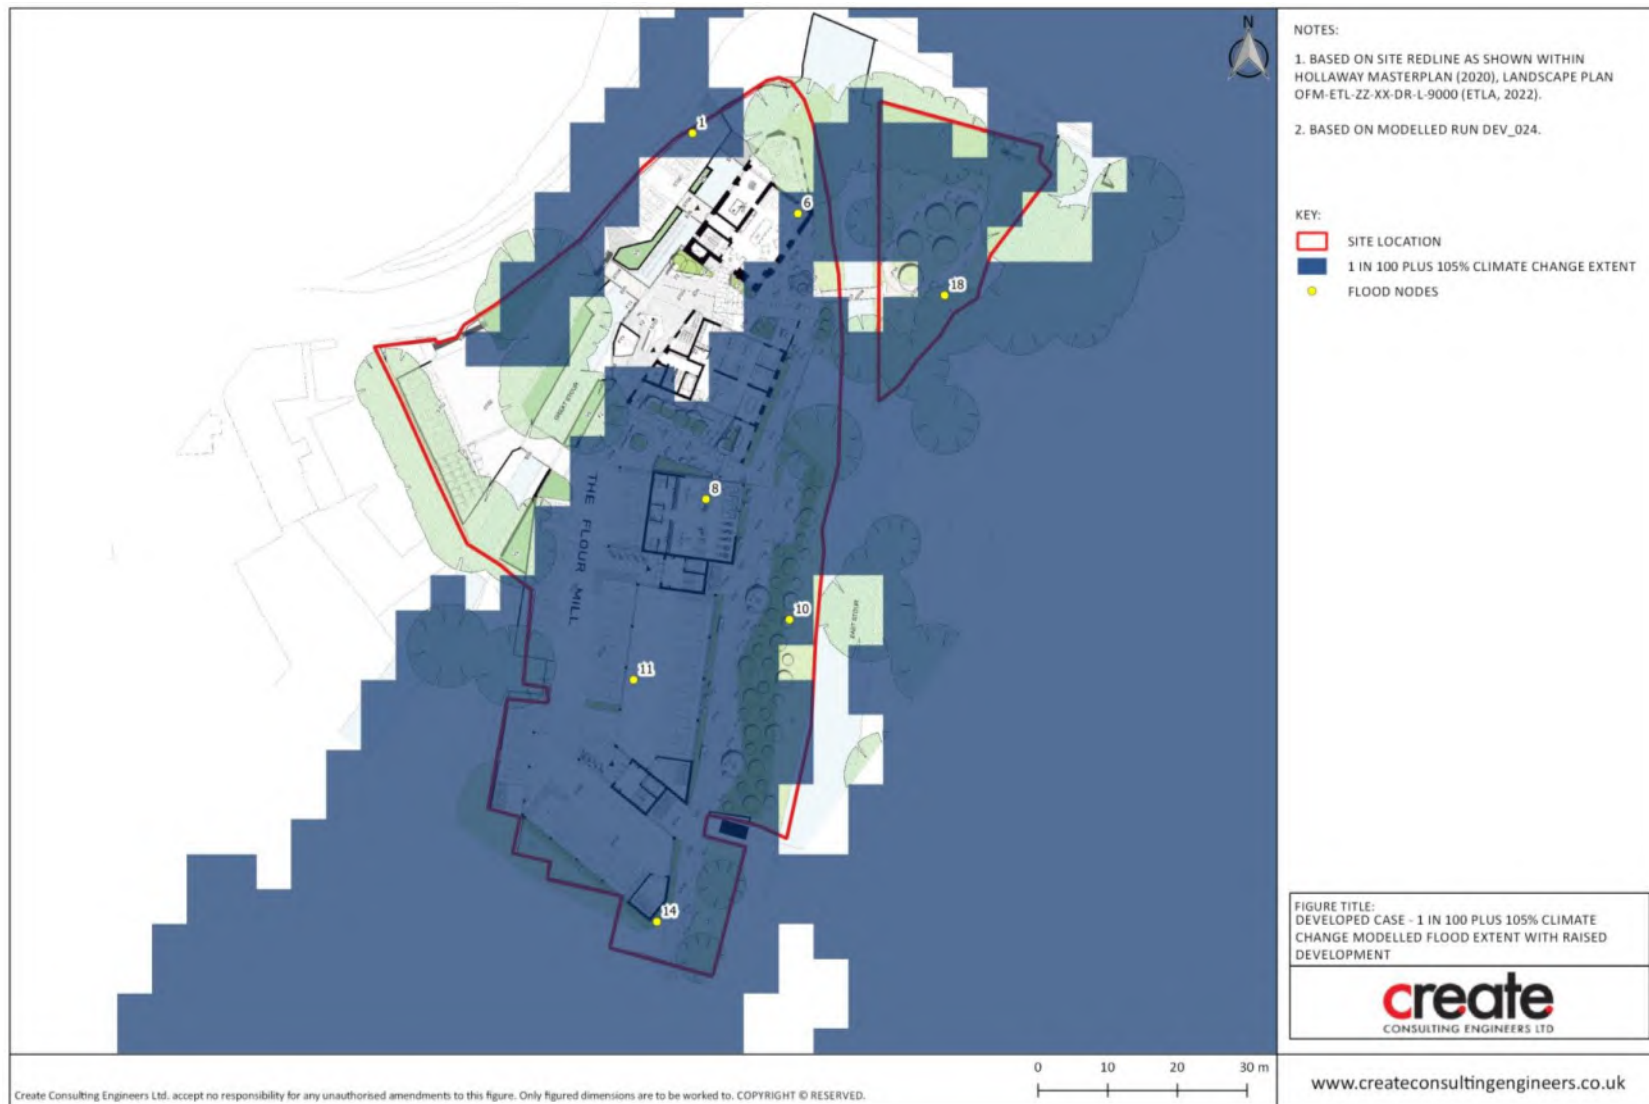 N
1
6
18
GREAT STOUR
THE FLOUR MILL
8
10
EAST STOUR
11
14
NOTES:
1. BASED ON SITE REDLINE AS SHOWN WITHIN
HOLLAWAY MASTERPLAN (2020), LANDSCAPE PLAN
OFM-ETL-ZZ-XX-DR-L-9000 (ETLA, 2022).
2. BASED ON MODELLED RUN DEV_024.
KEY:
SITE LOCATION
1 IN 100 PLUS 105% CLIMATE CHANGE EXTENT
FLOOD NODES
FIGURE TITLE:
DEVELOPED CASE - 1 IN 100 PLUS 105% CLIMATE
CHANGE MODELLED FLOOD EXTENT WITH RAISED
DEVELOPMENT
create
CONSULTING ENGINEERS LTD
0 10 20 30 m
Create Consulting Engineers Ltd. accept no responsibility for any unauthorised amendments to this figure. Only figured dimensions are to be worked to. COPYRIGHT © RESERVED.
www.createconsultingengineers.co.uk